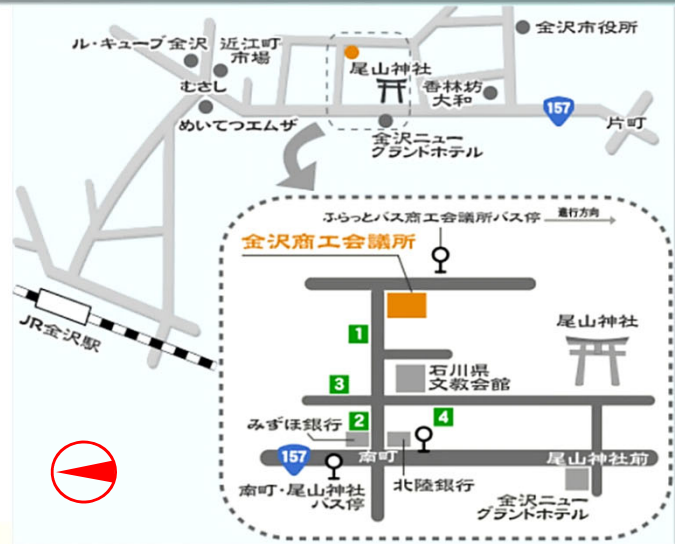 金沢市役所
ル・キューブ金沢
近江町
市場
尾山神社
むさし
香林坊
大和
めいてつエムザ
157
片町
金沢ニュー
グランドホテル
ふらっとバス商工会議所バス停
進行方向
金沢商工会議所
JR金沢駅
尾山神社
1
石川県
文教会館
3
みずほ銀行
2
4
157
南町
尾山神社前
南町・尾山神社
バス停
北陸銀行
金沢ニュー
グランドホテル